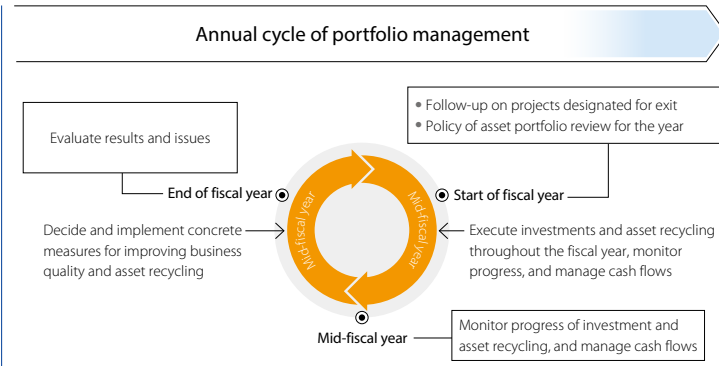 Annual cycle of portfolio management
Evaluate results and issues
• Follow-up on projects designated for exit
• Policy of asset portfolio review for the year
End of fiscal year
Start of fiscal year
Mid-fiscal year
Mid-fiscal year
Decide and implement concrete
measures for improving business
quality and asset recycling
Execute investments and asset recycling
throughout the fiscal year, monitor
progress, and manage cash flows
Mid-fiscal year
Monitor progress of investment and
asset recycling, and manage cash flows